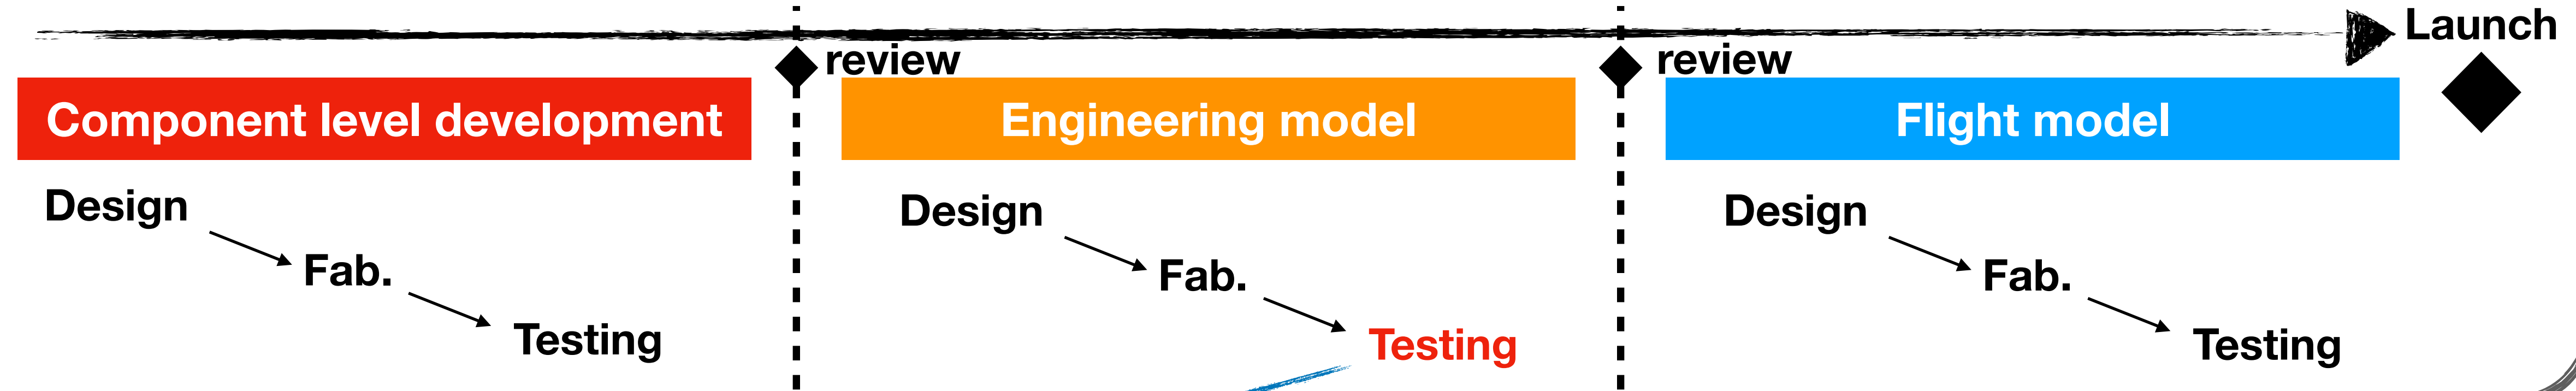 Launch
review
review
Component level development
Engineering model
Flight model
Design
Fab.
Testing
Design
Fab.
Testing
Design
Fab.
Testing